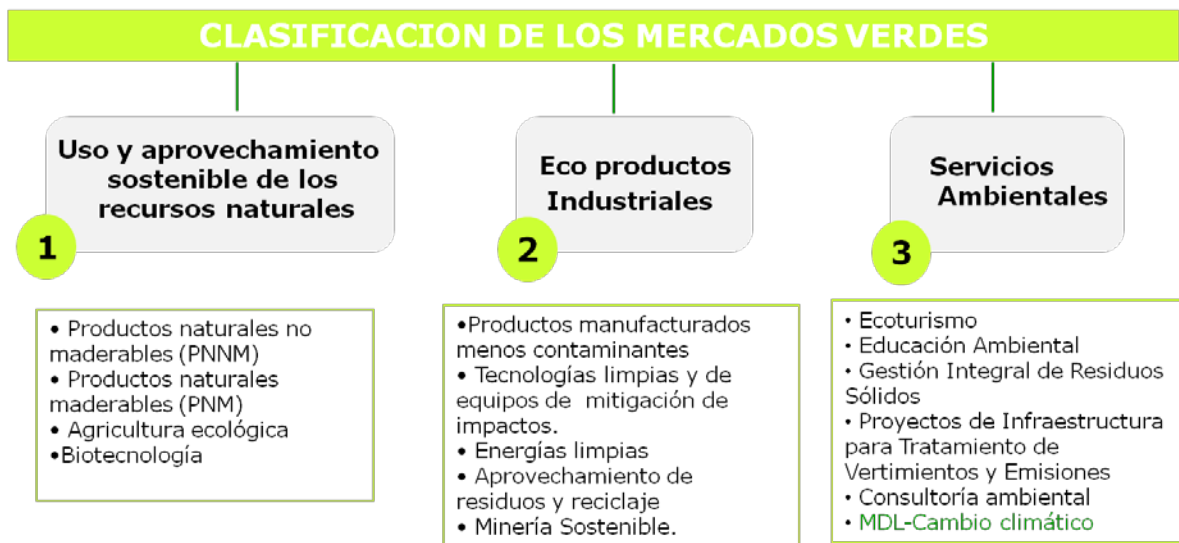 CLASIFICACION DE LOS MERCADOS VERDES
Uso y aprovechamiento
sostenible de los
recursos naturales
1
• Productos naturales no
maderables (PNNM)
• Productos naturales
maderables (PNM)
• Agricultura ecológica
•Biotecnología
Eco productos
Industriales
2
•Productos manufacturados
menos contaminantes
• Tecnologías limpias y de
equipos de mitigación de
impactos.
• Energías limpias
• Aprovechamiento de
residuos y reciclaje
• Minería Sostenible.
Servicios
Ambientales
3
• Ecoturismo
• Educación Ambiental
• Gestión Integral de Residuos
Sólidos
• Proyectos de Infraestructura
para Tratamiento de
Vertimientos y Emisiones
• Consultoría ambiental
• MDL-Cambio climático